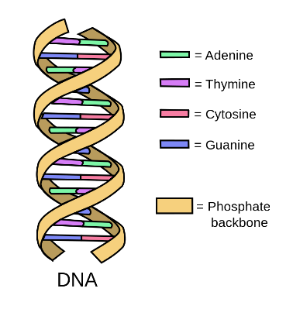 = Adenine
= Thymine
= Cytosine
= Guanine
= Phosphate
backbone
DNA